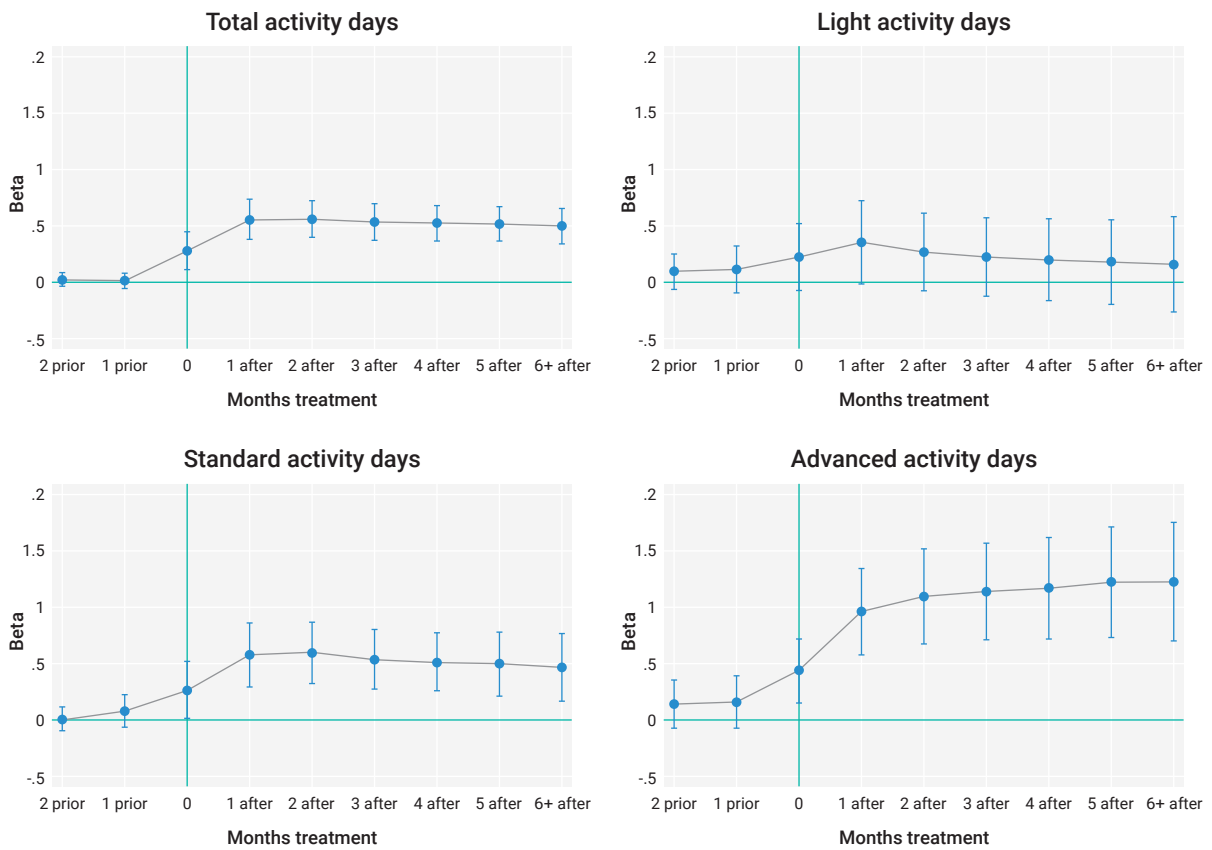 Total activity days
.2
1.5
1
.5
0
-.5
Beta
2 prior 1 prior 0 1 after 2 after 3 after 4 after 5 after 6+ after
Months treatment
Light activity days
.2
1.5
1
.5
0
-.5
Beta
2 prior 1 prior 0 1 after 2 after 3 after 4 after 5 after 6+ after
Months treatment
Standard activity days
.2
1.5
1
.5
0
-.5
Beta
2 prior 1 prior 0 1 after 2 after 3 after 4 after 5 after 6+ after
Months treatment
Advanced activity days
.2
1.5
1
.5
0
-.5
Beta
2 prior 1 prior 0 1 after 2 after 3 after 4 after 5 after 6+ after
Months treatment